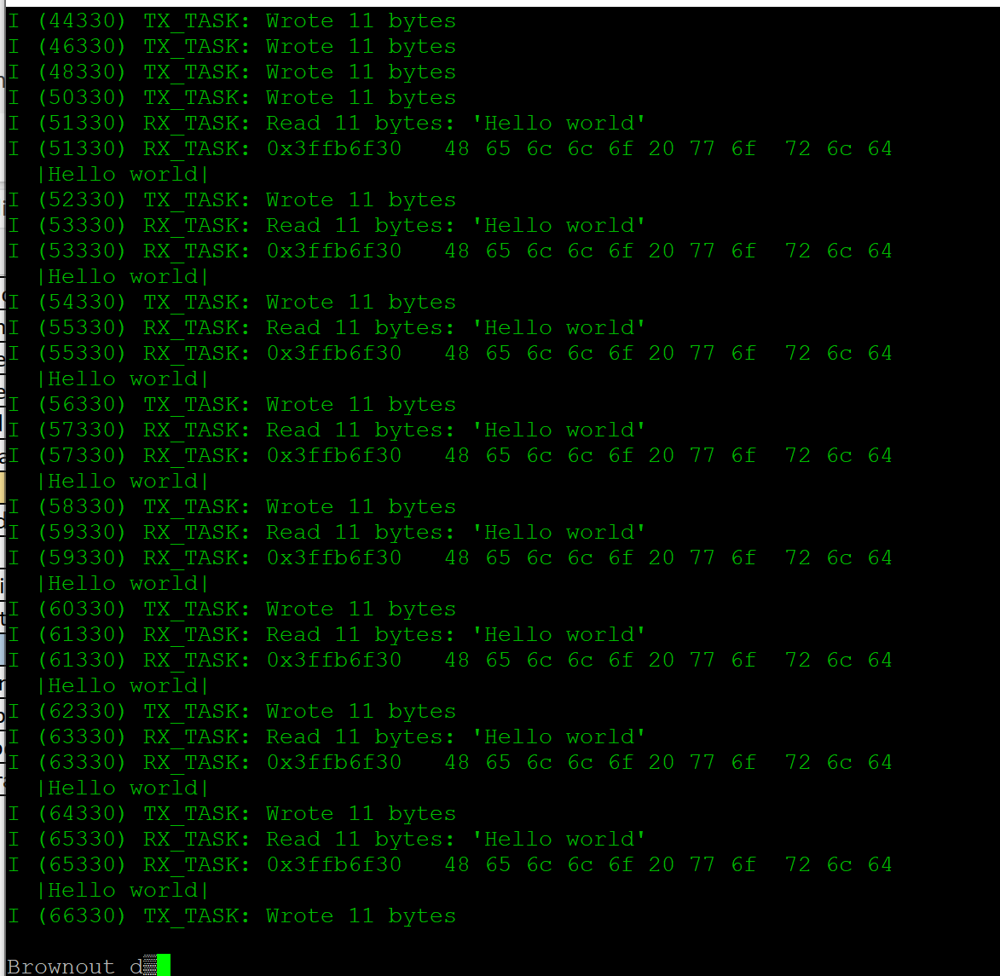 I (44330) TX_TASK: Wrote 11 bytes
I (46330) TX_TASK: Wrote 11 bytes
I (48330) TX_TASK: Wrote 11 bytes
I (50330) TX_TASK: Wrote 11 bytes
I (51330) RX_TASK: Read 11 bytes: 'Hello world'
I (51330) RX_TASK: 0x3ffb6f30   48 65 6c 6c 6f 20 77 6f  72 6c 64
|Hello world|
I (52330) TX_TASK: Wrote 11 bytes
I (53330) RX_TASK: Read 11 bytes: 'Hello world'
I (53330) RX_TASK: 0x3ffb6f30   48 65 6c 6c 6f 20 77 6f  72 6c 64
|Hello world|
I (54330) TX_TASK: Wrote 11 bytes
I (55330) RX_TASK: Read 11 bytes: 'Hello world'
I (55330) RX_TASK: 0x3ffb6f30   48 65 6c 6c 6f 20 77 6f  72 6c 64
|Hello world|
I (56330) TX_TASK: Wrote 11 bytes
I (57330) RX_TASK: Read 11 bytes: 'Hello world'
I (57330) RX_TASK: 0x3ffb6f30   48 65 6c 6c 6f 20 77 6f  72 6c 64
|Hello world|
I (58330) TX_TASK: Wrote 11 bytes
I (59330) RX_TASK: Read 11 bytes: 'Hello world'
I (59330) RX_TASK: 0x3ffb6f30   48 65 6c 6c 6f 20 77 6f  72 6c 64
|Hello world|
I (60330) TX_TASK: Wrote 11 bytes
I (61330) RX_TASK: Read 11 bytes: 'Hello world'
I (61330) RX_TASK: 0x3ffb6f30   48 65 6c 6c 6f 20 77 6f  72 6c 64
|Hello world|
I (62330) TX_TASK: Wrote 11 bytes
I (63330) RX_TASK: Read 11 bytes: 'Hello world'
I (63330) RX_TASK: 0x3ffb6f30   48 65 6c 6c 6f 20 77 6f  72 6c 64
|Hello world|
I (64330) TX_TASK: Wrote 11 bytes
I (65330) RX_TASK: Read 11 bytes: 'Hello world'
I (65330) RX_TASK: 0x3ffb6f30   48 65 6c 6c 6f 20 77 6f  72 6c 64
|Hello world|
I (66330) TX_TASK: Wrote 11 bytes
Brownout d